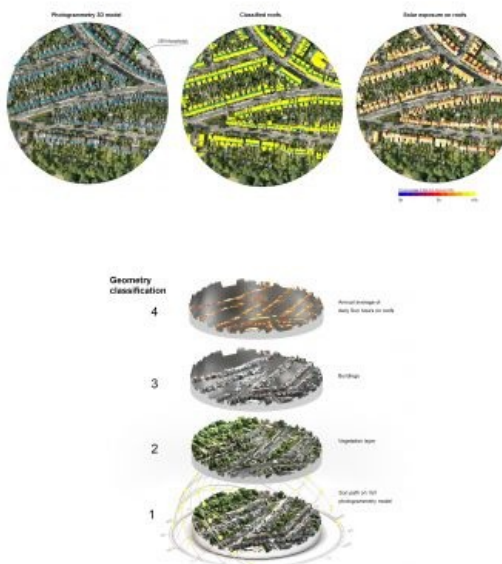 Photogrammetry 3D model
Classified roofs
Solar exposure on roofs
Geometry
classification
4
Annual average of
daily Sun hours on roofs
3
Buildings
2
Vegetation layer
1
Sun path on full
photogrammetry model